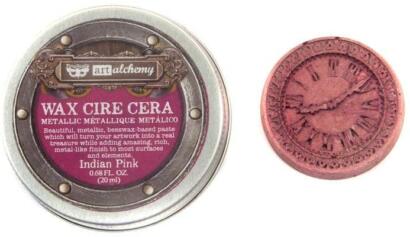 art alchemy
WAX CIRE CERA
METALLIC MÉTALLIQUE METÁLICO
Beautiful, metallic, beeswax-based paste
which will turn your artwork into a real
treasure while adding amazing, rich,
metal-like finish to most surfaces
and elements.
Indian Pink
0.68 FL. OZ.
(20 ml)